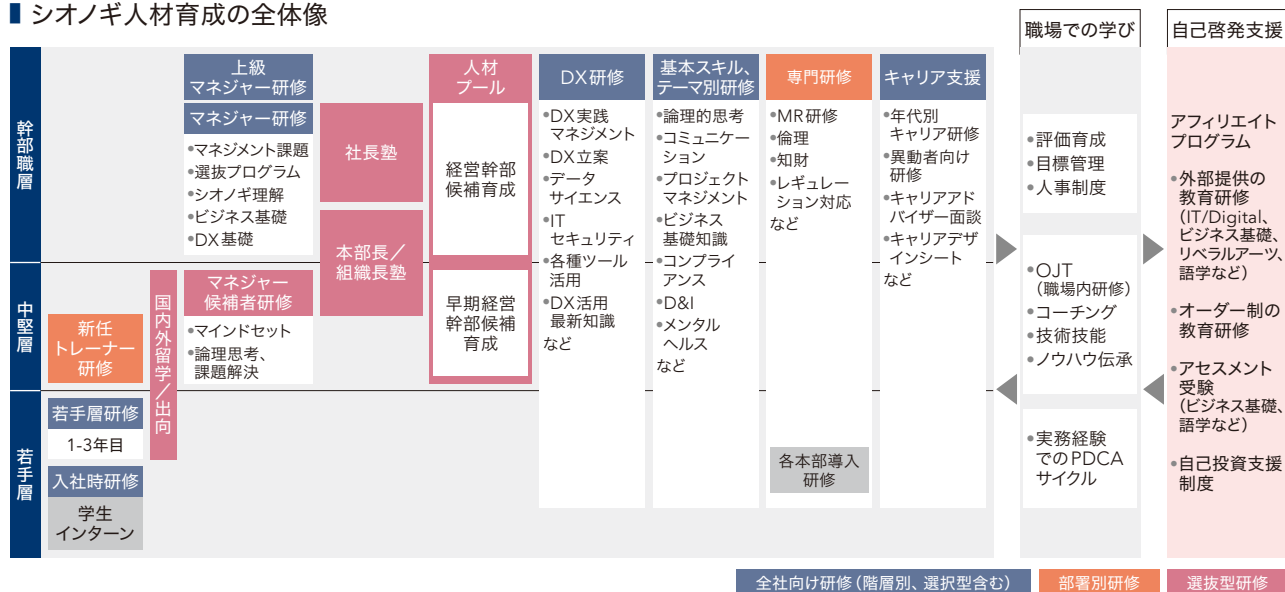 シオノギ人材育成の全体像
職場での学び
自己啓発支援
幹部職層
中堅層
若手層
新任
トレーナー
研修
若手層研修
1-3年目
入社時研修
学生
インターン
国内外留学/出向
上級
マネジャー研修
マネジャー研修
•マネジメント課題
•選抜プログラム
•シオノギ理解
•ビジネス基礎
•DX基礎
マネジャー
候補者研修
•マインドセット
•論理思考、
課題解決
社長塾
本部長/
組織長塾
人材
プール
経営幹部
候補育成
早期経営
幹部候補
育成
DX研修
•DX実践
マネジメント
•DX立案
•データ
サイエンス
•IT
セキュリティ
•各種ツール
活用
•DX活用
最新知識
など
基本スキル、
テーマ別研修
•論理的思考
•コミュニケー
ション
•プロジェクト
マネジメント
•ビジネス
基礎知識
•コンプライ
アンス
•D&I
•メンタル
ヘルス
など
専門研修
•MR研修
•倫理
•知財
•レギュレー
ション対応
など
各本部導入
研修
キャリア支援
•年代別
キャリア研修
•異動者向け
研修
•キャリアアド
バイザー面談
•キャリアデザ
インシート
など
•評価育成
•目標管理
•人事制度
•OJT
(職場内研修)
•コーチング
•技術技能
•ノウハウ伝承
•実務経験
でのPDCA
サイクル
アフィリエイト
プログラム
•外部提供の
教育研修
(IT/Digital、
ビジネス基礎、
リベラルアーツ、
語学など)
•オーダー制の
教育研修
•アセスメント
受験
(ビジネス基礎、
語学など)
•自己投資支援
制度
全社向け研修(階層別、選択型含む)
部署別研修
選抜型研修